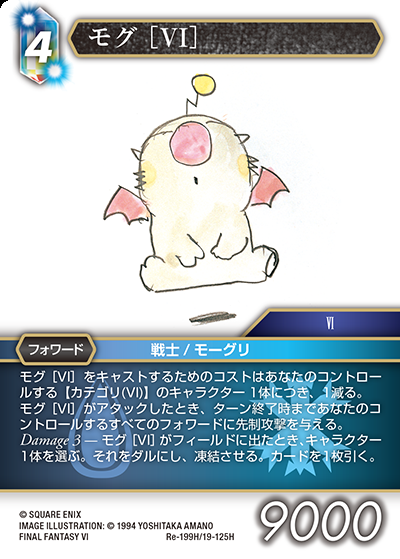 4
モグ [VI]
VI
フォワード
戦士 / モーグリ
モグ [VI] をキャストするためのコストはあなたのコントロー
ルする【カテゴリ(VI)】のキャラクター 1体につき、1減る。
モグ [VI] がアタックしたとき、ターン終了時まであなたのコ
ントロールするすべてのフォワードに先制攻撃を与える。
Damage 3 ― モグ [VI] がフィールドに出たとき、キャラクター
1体を選ぶ。それをダルにし、凍結させる。カードを1枚引く。
© SQUARE ENIX
IMAGE ILLUSTRATION: © 1994 YOSHITAKA AMANO
FINAL FANTASY VI
Re-199H/19-125H
9000